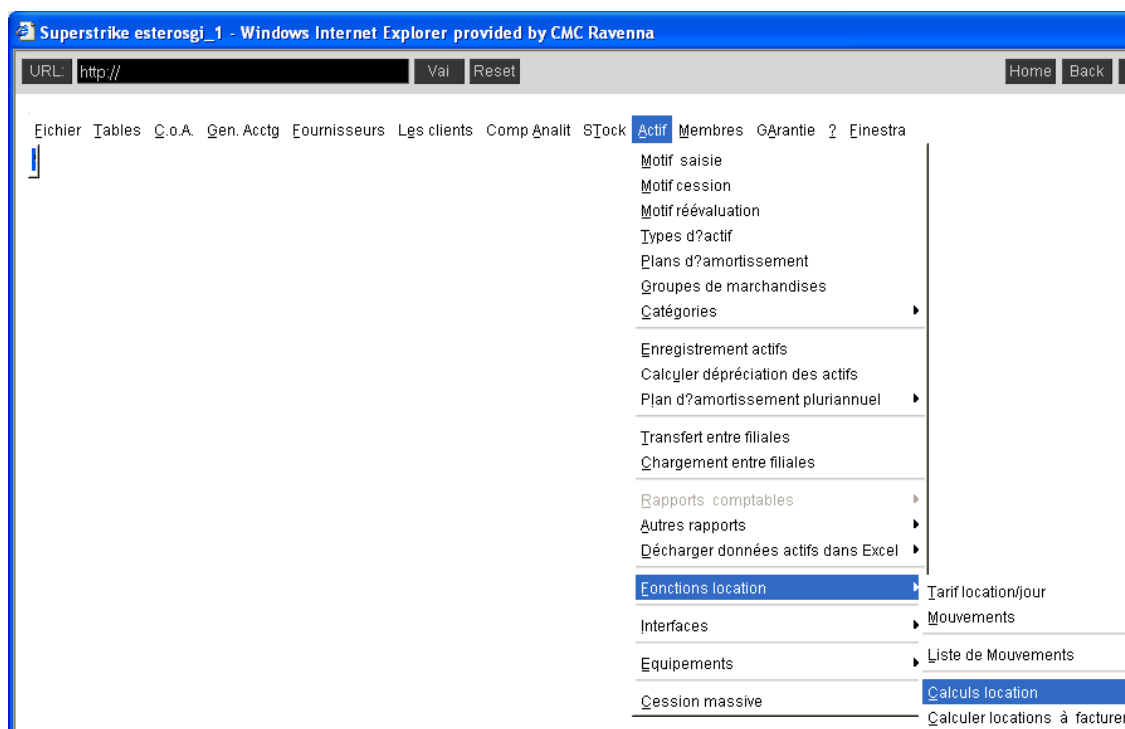 Superstrike esterosgi_1 - Windows Internet Explorer provided by CMC Ravenna
URL: http:// Vai Reset Home Back
Fichier Tables C.o.A. Gen. Acctg Fournisseurs Les clients Comp Analit STock Actif Membres GArantie ? Finestra
Motif saisie
Motif cession
Motif réévaluation
Types d?actif
Plans d?amortissement
Groupes de marchandises
Catégories
Enregistrement actifs
Calculer dépréciation des actifs
Plan d?amortissement pluriannuel
Transfert entre filiales
Chargement entre filiales
Rapports comptables
Autres rapports
Décharger données actifs dans Excel
Fonctions location
Tarif location/jour
Mouvements
Interfaces
Liste de Mouvements
Equipements
Calculs location
Cession massive
Calculer locations à facturer